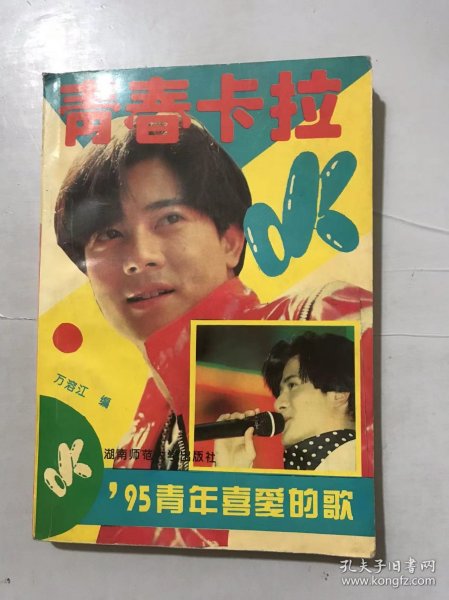 青春卡拉
OK
万溶江 编
湖南师范大学出版社
OK
'95青年喜爱的歌
孔夫子旧书网
www.kongfz.com